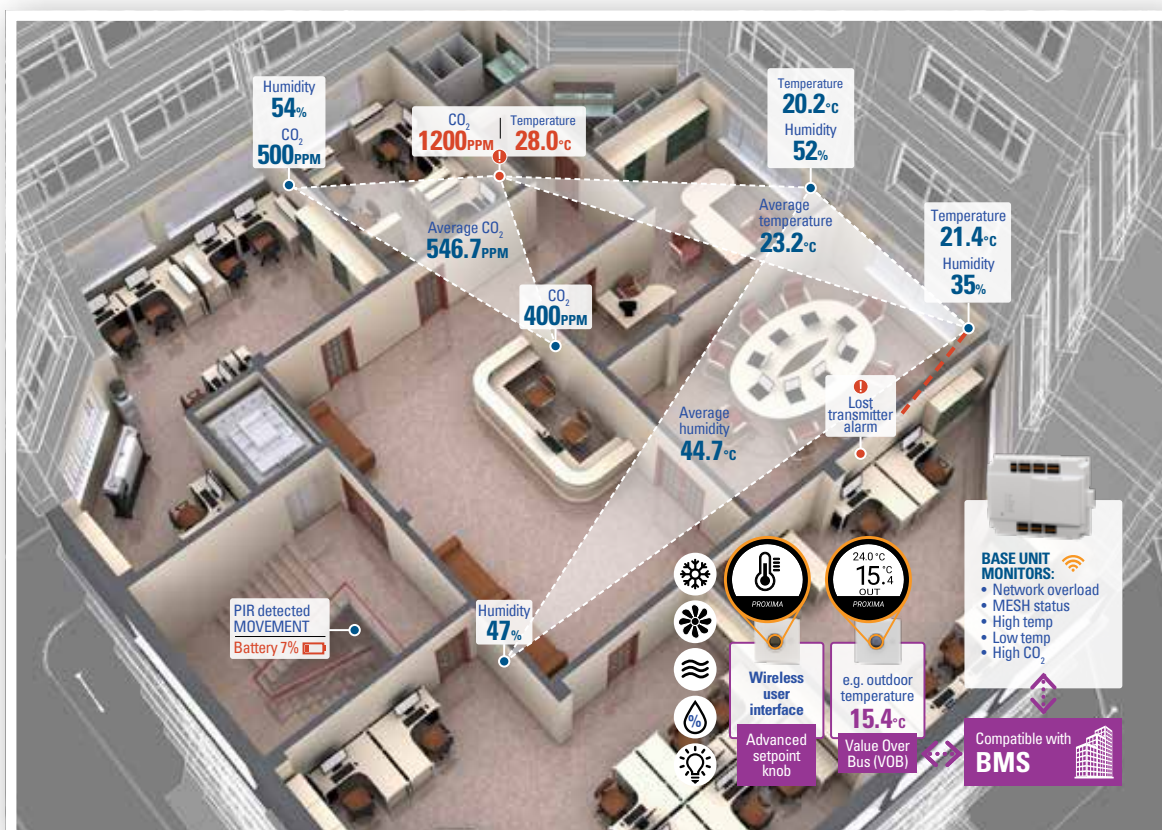 Humidity
54%
CO2
500PPM
CO2
1200PPM
Temperature
28.0°C
!
Temperature
20.2°C
Humidity
52%
Average CO2
546.7PPM
Average
temperature
23.2°C
Temperature
21.4°C
Humidity
35%
CO2
400PPM
!
Lost
transmitter
alarm
Average
humidity
44.7°C
PIR detected
MOVEMENT
Battery 7%
Humidity
47%
%
PROXIMA
Wireless
user
interface
Advanced
setpoint
knob
24.0°C
15.4°C
OUT
PROXIMA
e.g. outdoor
temperature
15.4°C
Value Over
Bus (VOB)
BASE UNIT
MONITORS:
• Network overload
• MESH status
• High temp
• Low temp
• High CO2
Compatible with
BMS